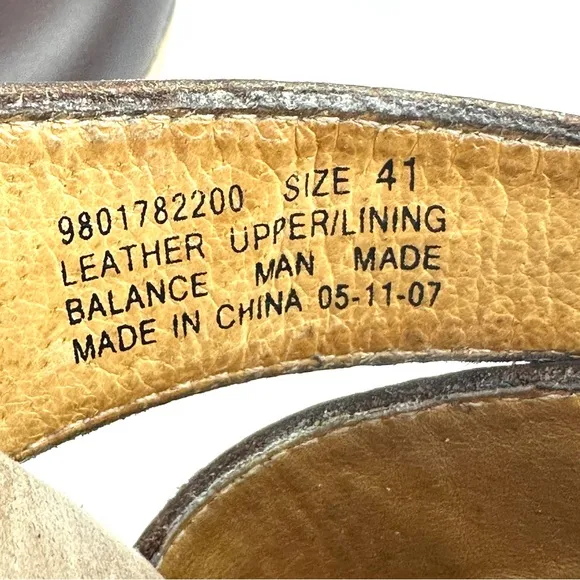 9801782200 SIZE 41
LEATHER UPPER/LINING
BALANCE MAN MADE
MADE IN CHINA 05-11-07